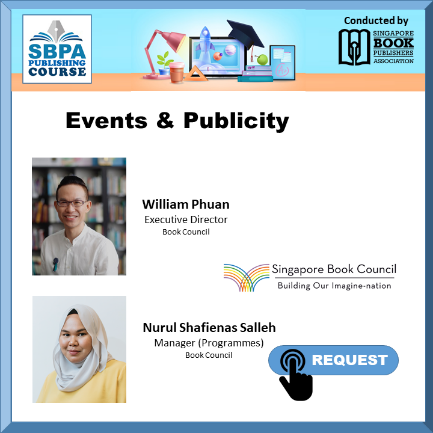 SBPA
PUBLISHING
COURSE
Conducted by
SINGAPORE
BOOK
PUBLISHERS
ASSOCIATION
Events & Publicity
William Phuan
Executive Director
Book Council
Singapore Book Council
Building Our Imagine-nation
Nurul Shafienas Salleh
Manager (Programmes)
Book Council
REQUEST